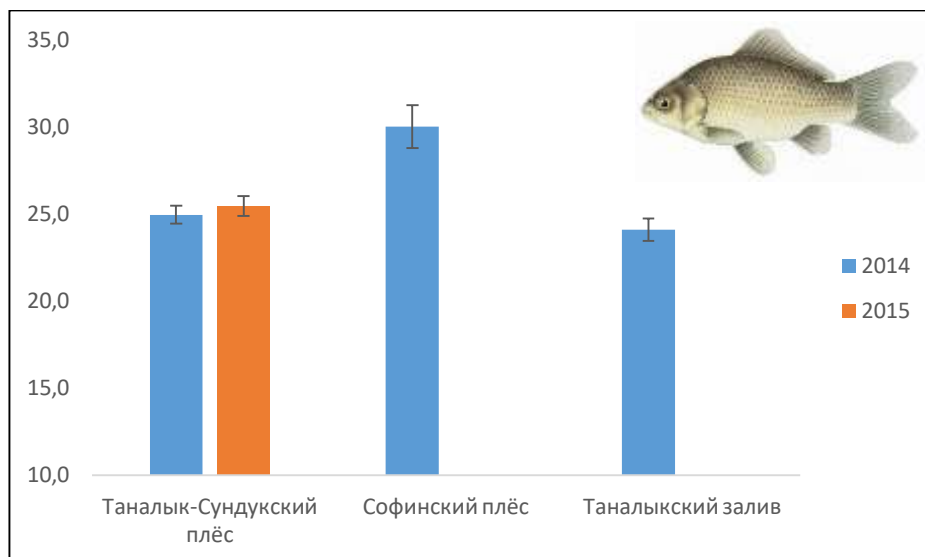 35,0
30,0
25,0
20,0
15,0
10,0
2014
2015
Таналык-Сундукский
плёс
Софинский плёс
Таналыкский залив